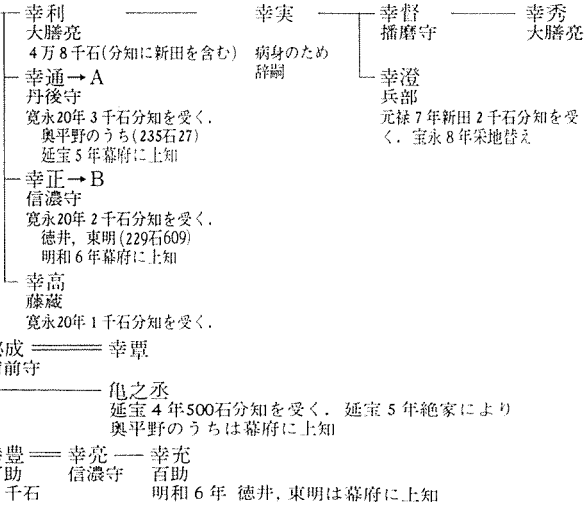 幸利 幸実 幸督 幸秀
大膳亮 播磨守 大膳亮
4万8千石(分知に新田を含む) 病身のため
辞嗣
幸通→A 幸澄
丹後守 兵部
寛永20年3千石分知を受く. 元禄7年新田2千石分知を受
奥平野のうち(235石27) く.宝永8年采地替え
延宝5年幕府に上知
幸正→B
信濃守
寛永20年2千石分知を受く.
徳井,東明(229石609)
明和6年幕府に上知
幸高
藤蔵
寛永20年1千石分知を受く.
成 幸覃
前守
亀之丞
延宝4年500石分知を受く.延宝5年絶家により
奥平野のうちは幕府に上知
豊 幸亮 幸充
助 信濃守 百助
千石 明和6年 徳井,東明は幕府に上知